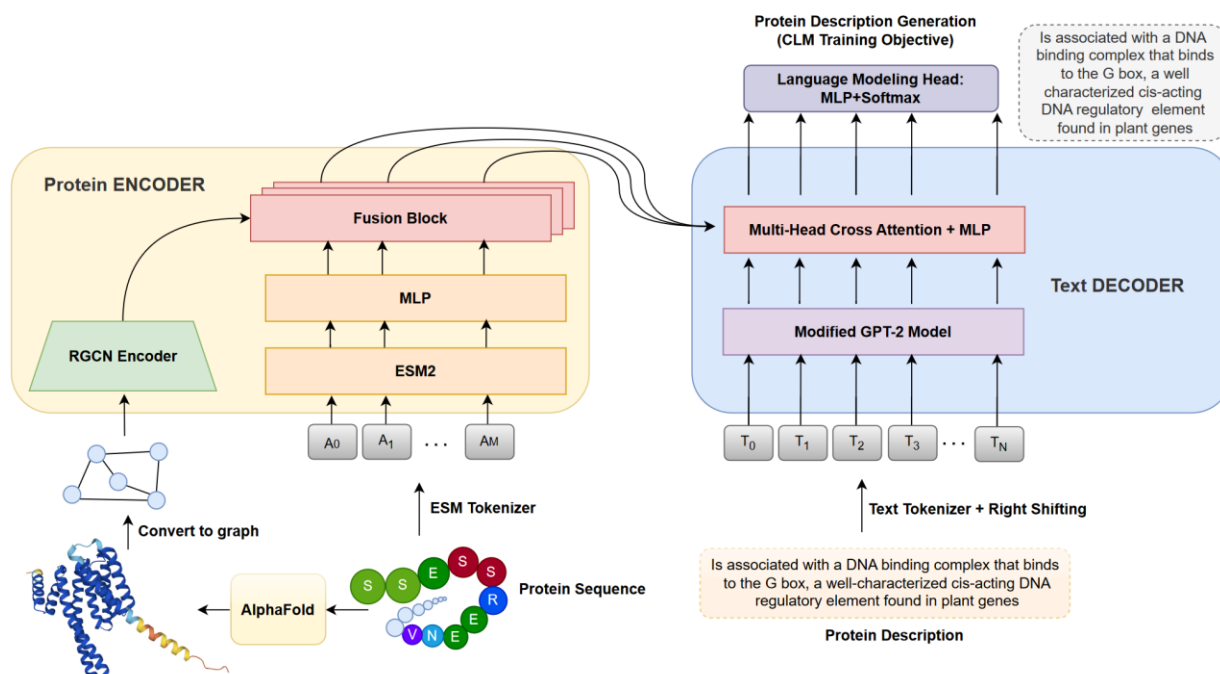 Protein Description Generation
(CLM Training Objective)
Is associated with a DNA
binding complex that binds
to the G box, a well
characterized cis-acting
DNA regulatory element
found in plant genes
Language Modeling Head:
MLP+Softmax
Protein ENCODER
Fusion Block
Multi-Head Cross Attention + MLP
MLP
Text DECODER
RGCN Encoder
Modified GPT-2 Model
ESM2
A0 A1 ... AM
T0 T1 T2 T3 ... TN
ESM Tokenizer
Text Tokenizer + Right Shifting
Convert to graph
Is associated with a DNA binding complex that binds
to the G box, a well-characterized cis-acting DNA
regulatory element found in plant genes
Protein Description
AlphaFold
S S E S S R E E N V
Protein Sequence